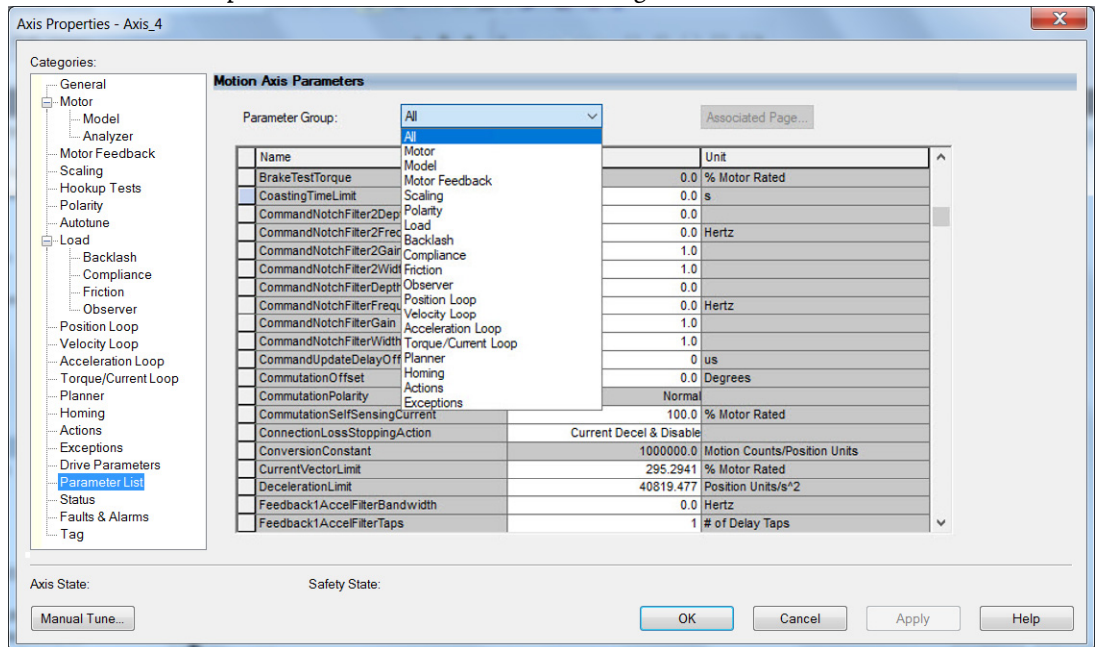 Axis Properties - Axis_4
X
Categories:
General
Motor
Model
Analyzer
Motor Feedback
Scaling
Hookup Tests
Polarity
Autotune
Load
Backlash
Compliance
Friction
Observer
Position Loop
Velocity Loop
Acceleration Loop
Torque/Current Loop
Planner
Homing
Actions
Exceptions
Drive Parameters
Parameter List
Status
Faults & Alarms
Tag
Motion Axis Parameters
Parameter Group: All Associated Page...
All
Motor
Model
Motor Feedback
Scaling
Polarity
Load
Backlash
Compliance
Friction
Observer
Position Loop
Velocity Loop
Acceleration Loop
Torque/Current Loop
Planner
Homing
Actions
Exceptions
Name Unit
BrakeTestTorque 0.0 % Motor Rated
CoastingTimeLimit 0.0 s
CommandNotchFilter2Dep 0.0
CommandNotchFilter2Fre 0.0 Hertz
CommandNotchFilter2Gai 1.0
CommandNotchFilter2Wid 1.0
CommandNotchFilterDepth 0.0
CommandNotchFilterFrequ 0.0 Hertz
CommandNotchFilterGain 1.0
CommandNotchFilterWidth 1.0
CommandUpdateDelayOff 0 us
CommutationOffset 0.0 Degrees
CommutationPolarity Normal
CommutationSelfSensingCurrent 100.0 % Motor Rated
ConnectionLossStoppingAction Current Decel & Disable
ConversionConstant 1000000.0 Motion Counts/Position Units
CurrentVectorLimit 295.2941 % Motor Rated
DecelerationLimit 40819.477 Position Units/s^2
Feedback1AccelFilterBandwidth 0.0 Hertz
Feedback1AccelFilterTaps 1 # of Delay Taps
Axis State: Safety State:
Manual Tune... OK Cancel Apply Help